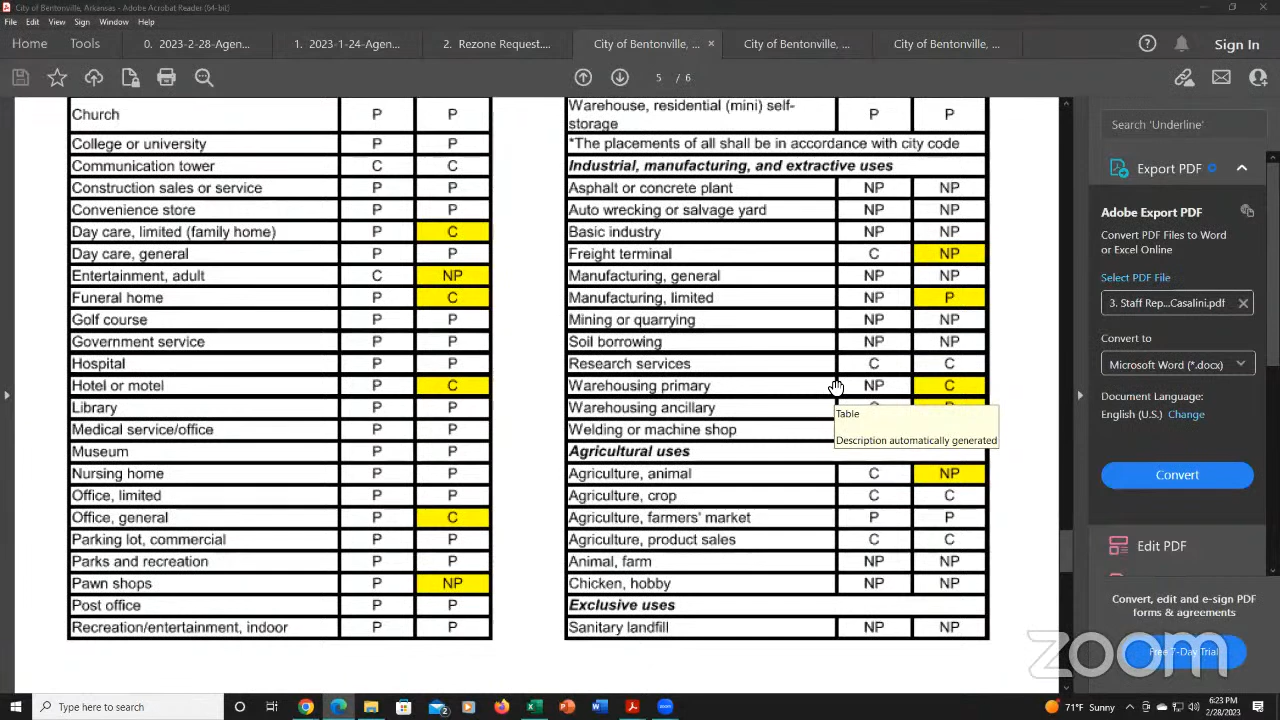 City of Bentonville, Arkansas - Adobe Acrobat Reader (64-bit)
File Edit View Sign Window Help
Home Tools 0. 2023-2-28-Agen... 1. 2023-1-24-Agen... 2. Rezone Request.... City of Bentonville, ... × City of Bentonville, ... City of Bentonville, ... Sign In
5 / 6
Church P P
College or university P P
Communication tower C C
Construction sales or service P P
Convenience store P P
Day care, limited (family home) P C
Day care, general P P
Entertainment, adult C NP
Funeral home P C
Golf course P P
Government service P P
Hospital P P
Hotel or motel P C
Library P P
Medical service/office P P
Museum P P
Nursing home P P
Office, limited P P
Office, general P C
Parking lot, commercial P P
Parks and recreation P P
Pawn shops P NP
Post office P P
Recreation/entertainment, indoor P P
Warehouse, residential (mini) self-
storage P P
*The placements of all shall be in accordance with city code
Industrial, manufacturing, and extractive uses
Asphalt or concrete plant NP NP
Auto wrecking or salvage yard NP NP
Basic industry NP NP
Freight terminal C NP
Manufacturing, general NP NP
Manufacturing, limited NP P
Mining or quarrying NP NP
Soil borrowing NP NP
Research services C C
Warehousing primary NP C
Warehousing ancillary
Welding or machine shop
Table
Description automatically generated
Agricultural uses
Agriculture, animal C NP
Agriculture, crop C C
Agriculture, farmers' market P P
Agriculture, product sales C C
Animal, farm NP NP
Chicken, hobby NP NP
Exclusive uses
Sanitary landfill NP NP
Search 'Underline'
Export PDF
Adobe Export PDF
Convert PDF Files to Word
or Excel Online
Select PDF File
3. Staff Rep...Casalini.pdf
Convert to
Microsoft Word (*.docx)
Document Language:
English (U.S.) Change
Convert
Edit PDF
Convert, edit and e-sign PDF
forms & agreements
Free 7-Day Trial
zoom
Type here to search
71°F Sunny
6:23 PM
2/28/2023